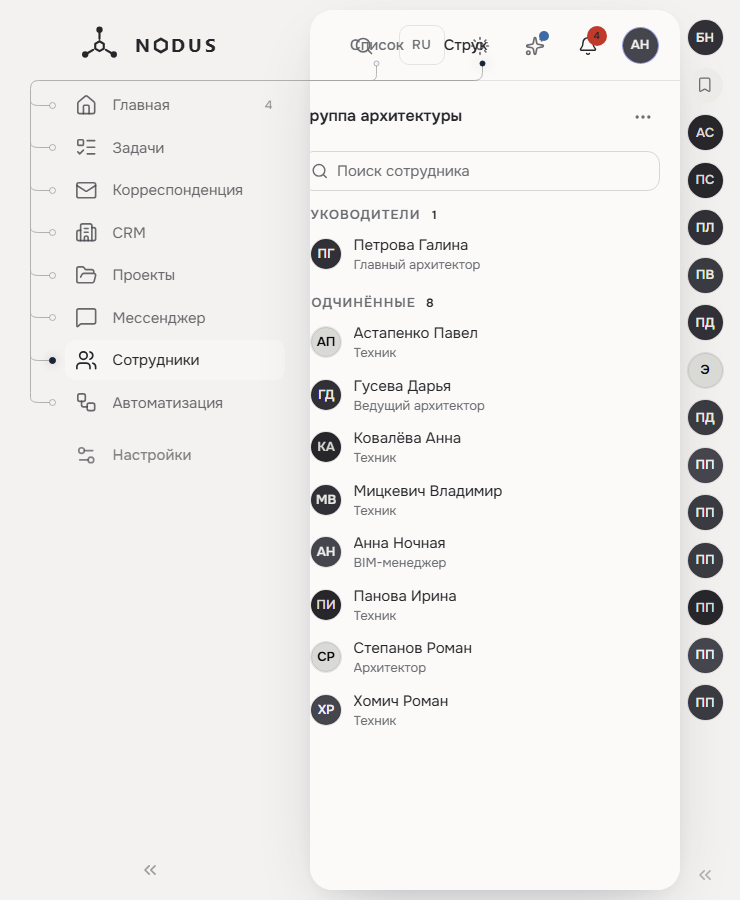 NODUS
Список RU Струк
4
АН
БН
Главная 4
Задачи
Корреспонденция
CRM
Проекты
Мессенджер
Сотрудники
Автоматизация
Настройки
руппа архитектуры
Поиск сотрудника
УКОВОДИТЕЛИ 1
ПГ Петрова Галина
Главный архитектор
ОДЧИНЁННЫЕ 8
АП Астапенко Павел
Техник
ГД Гусева Дарья
Ведущий архитектор
КА Ковалёва Анна
Техник
МВ Мицкевич Владимир
Техник
АН Анна Ночная
BIM-менеджер
ПИ Панова Ирина
Техник
СР Степанов Роман
Архитектор
ХР Хомич Роман
Техник
АС
ПС
ПЛ
ПВ
ПД
Э
ПД
ПП
ПП
ПП
ПП
ПП
ПП